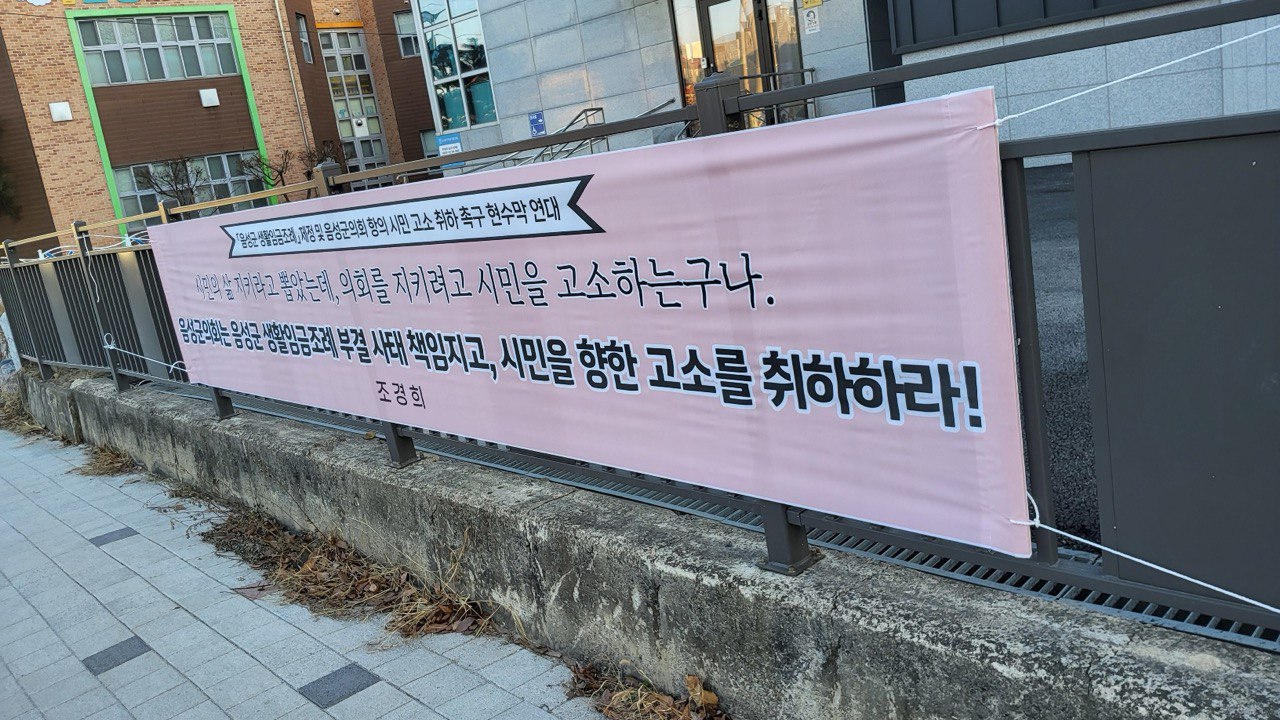 「음성군 생활임금조례」제정 및 음성군의회 항의 시민 고소 취하 촉구 현수막 연대
시민의 삶 지키라고 뽑았는데, 의회를 지키려고 시민을 고소하는구나.
음성군의회는 음성군 생활임금조례 부결 사태 책임지고, 시민을 향한 고소를 취하하라!
조경희